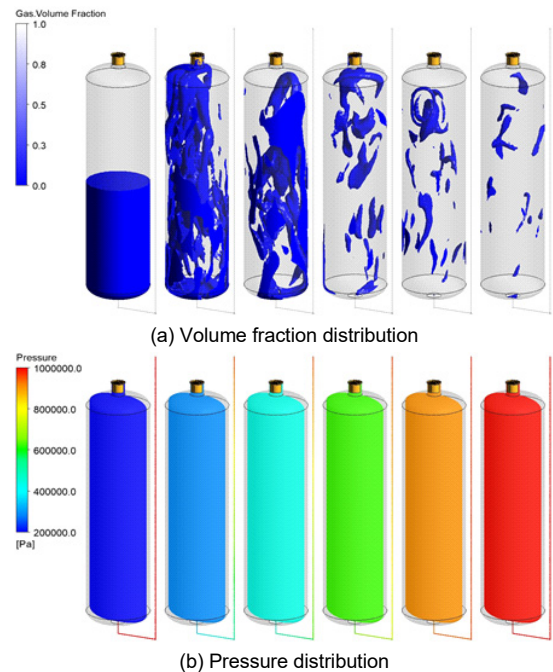 Gas.Volume Fraction
1.0
0.8
0.5
0.3
0.0
(a) Volume fraction distribution
Pressure
1000000.0
800000.0
600000.0
400000.0
200000.0
[Pa]
(b) Pressure distribution